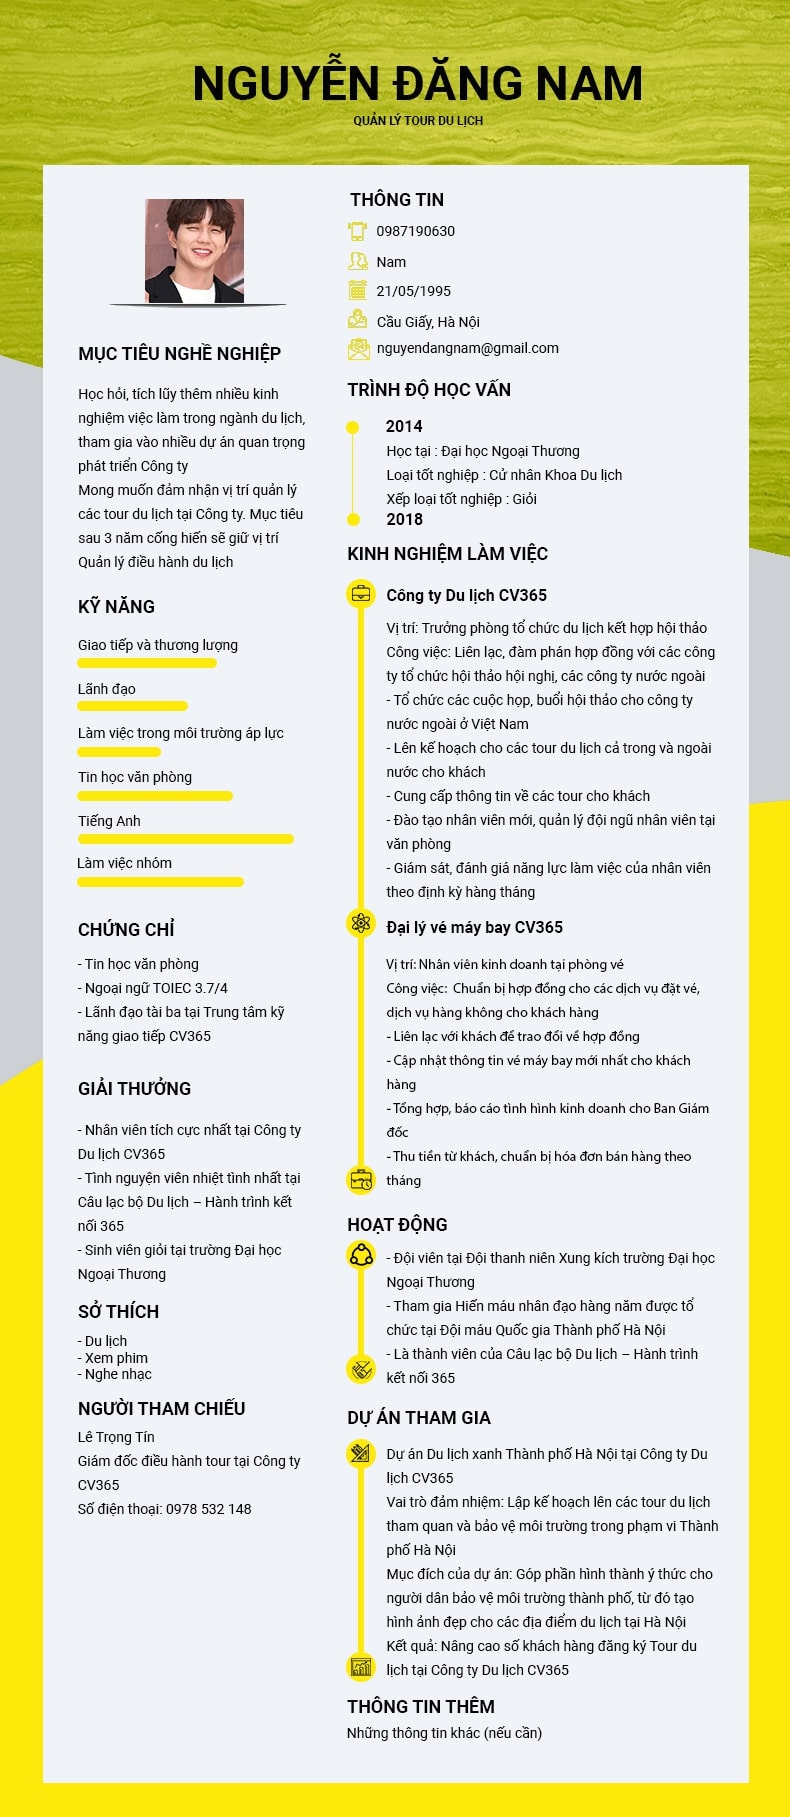 NGUYỄN ĐĂNG NAM
QUẢN LÝ TOUR DU LỊCH
MỤC TIÊU NGHỀ NGHIỆP
Học hỏi, tích lũy thêm nhiều kinh
nghiệm việc làm trong ngành du lịch,
tham gia vào nhiều dự án quan trọng
phát triển Công ty
Mong muốn đảm nhận vị trí quản lý
các tour du lịch tại Công ty. Mục tiêu
sau 3 năm cống hiến sẽ giữ vị trí
Quản lý điều hành du lịch
KỸ NĂNG
Giao tiếp và thương lượng
Lãnh đạo
Làm việc trong môi trường áp lực
Tin học văn phòng
Tiếng Anh
Làm việc nhóm
CHỨNG CHỈ
- Tin học văn phòng
- Ngoại ngữ TOIEC 3.7/4
- Lãnh đạo tài ba tại Trung tâm kỹ
năng giao tiếp CV365
GIẢI THƯỞNG
- Nhân viên tích cực nhất tại Công ty
Du lịch CV365
- Tình nguyện viên nhiệt tình nhất tại
Câu lạc bộ Du lịch – Hành trình kết
nối 365
- Sinh viên giỏi tại trường Đại học
Ngoại Thương
SỞ THÍCH
- Du lịch
- Xem phim
- Nghe nhạc
NGƯỜI THAM CHIẾU
Lê Trọng Tín
Giám đốc điều hành tour tại Công ty
CV365
Số điện thoại: 0978 532 148
THÔNG TIN
0987190630
Nam
21/05/1995
Cầu Giấy, Hà Nội
nguyendangnam@gmail.com
TRÌNH ĐỘ HỌC VẤN
2014
Học tại : Đại học Ngoại Thương
Loại tốt nghiệp : Cử nhân Khoa Du lịch
Xếp loại tốt nghiệp : Giỏi
2018
KINH NGHIỆM LÀM VIỆC
Công ty Du lịch CV365
Vị trí: Trưởng phòng tổ chức du lịch kết hợp hội thảo
Công việc: Liên lạc, đàm phán hợp đồng với các công
ty tổ chức hội thảo hội nghị, các công ty nước ngoài
- Tổ chức các cuộc họp, buổi hội thảo cho công ty
nước ngoài ở Việt Nam
- Lên kế hoạch cho các tour du lịch cả trong và ngoài
nước cho khách
- Cung cấp thông tin về các tour cho khách
- Đào tạo nhân viên mới, quản lý đội ngũ nhân viên tại
văn phòng
- Giám sát, đánh giá năng lực làm việc của nhân viên
theo định kỳ hàng tháng
Đại lý vé máy bay CV365
Vị trí: Nhân viên kinh doanh tại phòng vé
Công việc: Chuẩn bị hợp đồng cho các dịch vụ đặt vé,
dịch vụ hàng không cho khách hàng
- Liên lạc với khách để trao đổi về hợp đồng
- Cập nhật thông tin vé máy bay mới nhất cho khách
hàng
- Tổng hợp, báo cáo tình hình kinh doanh cho Ban Giám
đốc
- Thu tiền từ khách, chuẩn bị hóa đơn bán hàng theo
tháng
HOẠT ĐỘNG
- Đội viên tại Đội thanh niên Xung kích trường Đại học
Ngoại Thương
- Tham gia Hiến máu nhân đạo hàng năm được tổ
chức tại Đội máu Quốc gia Thành phố Hà Nội
- Là thành viên của Câu lạc bộ Du lịch – Hành trình
kết nối 365
DỰ ÁN THAM GIA
Dự án Du lịch xanh Thành phố Hà Nội tại Công ty Du
lịch CV365
Vai trò đảm nhiệm: Lập kế hoạch lên các tour du lịch
tham quan và bảo vệ môi trường trong phạm vi Thành
phố Hà Nội
Mục đích của dự án: Góp phần hình thành ý thức cho
người dân bảo vệ môi trường thành phố, từ đó tạo
hình ảnh đẹp cho các địa điểm du lịch tại Hà Nội
Kết quả: Nâng cao số khách hàng đăng ký Tour du
lịch tại Công ty Du lịch CV365
THÔNG TIN THÊM
Những thông tin khác (nếu cần)